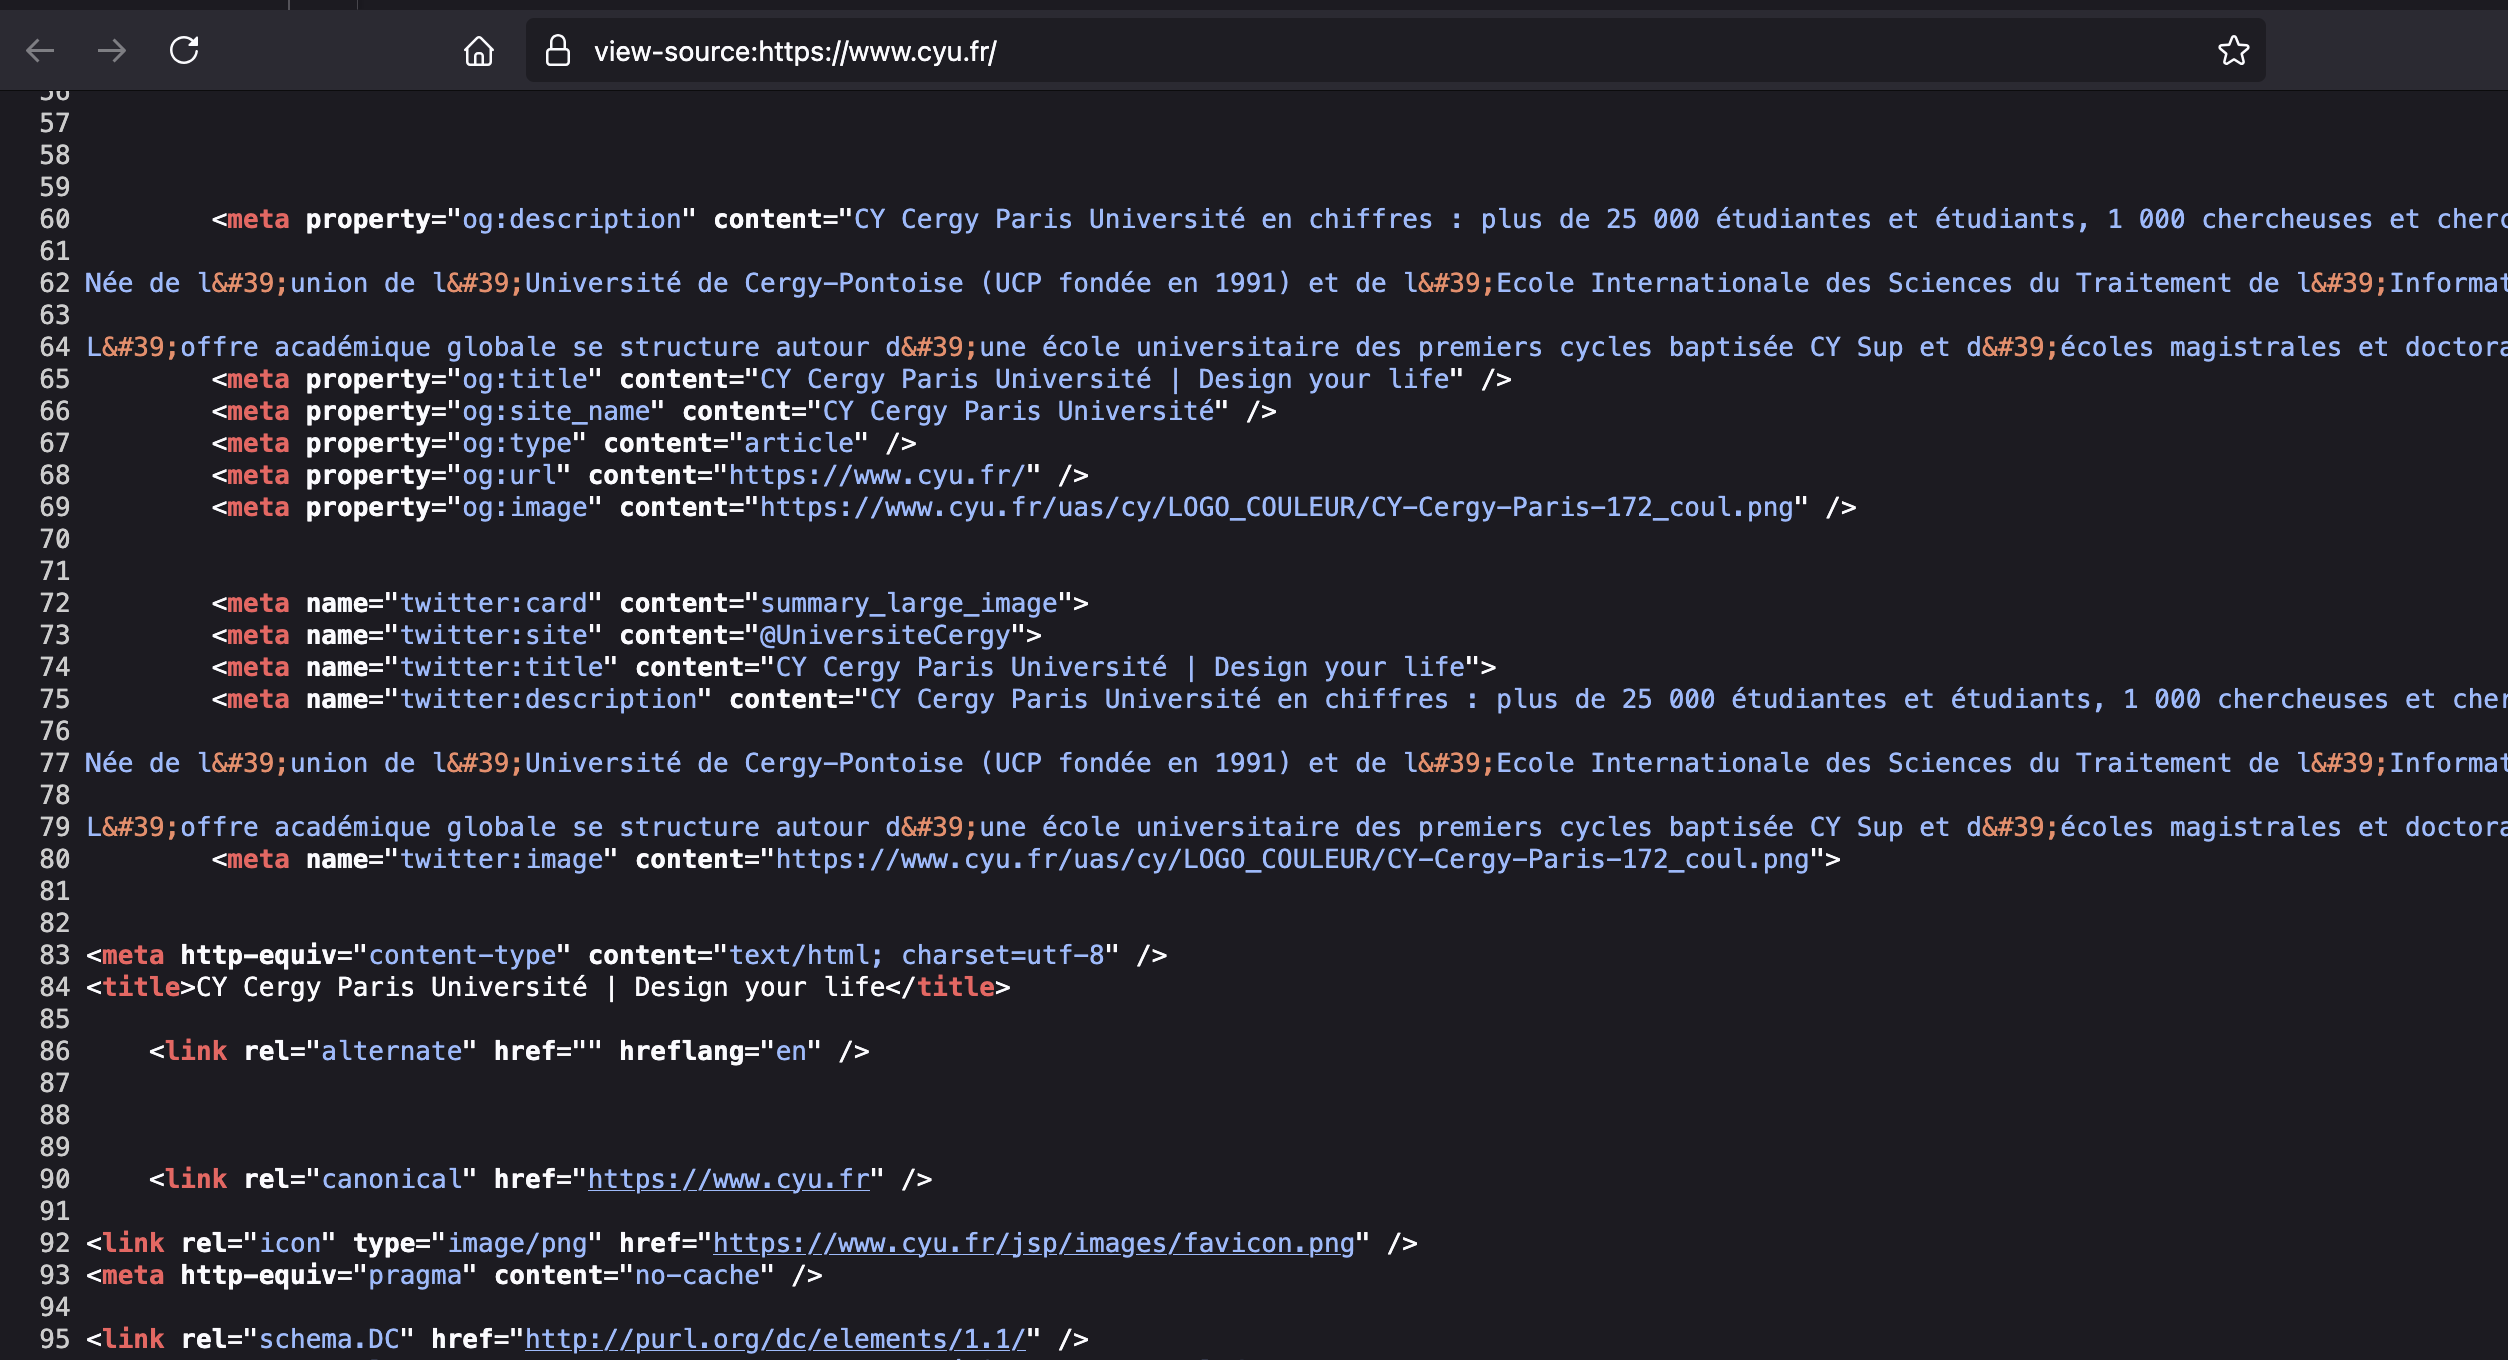 view-source:https://www.cyu.fr/
56
57
58
59
60 <meta property="og:description" content="CY Cergy Paris Université en chiffres : plus de 25 000 étudiantes et étudiants, 1 000 chercheuses et cherc
61
62 Née de l&#39;union de l&#39;Université de Cergy-Pontoise (UCP fondée en 1991) et de l&#39;Ecole Internationale des Sciences du Traitement de l&#39;Informat
63
64 L&#39;offre académique globale se structure autour d&#39;une école universitaire des premiers cycles baptisée CY Sup et d&#39;écoles magistrales et doctora
65 <meta property="og:title" content="CY Cergy Paris Université | Design your life" />
66 <meta property="og:site_name" content="CY Cergy Paris Université" />
67 <meta property="og:type" content="article" />
68 <meta property="og:url" content="https://www.cyu.fr/" />
69 <meta property="og:image" content="https://www.cyu.fr/uas/cy/LOGO_COULEUR/CY-Cergy-Paris-172_coul.png" />
70
71
72 <meta name="twitter:card" content="summary_large_image">
73 <meta name="twitter:site" content="@UniversiteCergy">
74 <meta name="twitter:title" content="CY Cergy Paris Université | Design your life">
75 <meta name="twitter:description" content="CY Cergy Paris Université en chiffres : plus de 25 000 étudiantes et étudiants, 1 000 chercheuses et cher
76
77 Née de l&#39;union de l&#39;Université de Cergy-Pontoise (UCP fondée en 1991) et de l&#39;Ecole Internationale des Sciences du Traitement de l&#39;Informat
78
79 L&#39;offre académique globale se structure autour d&#39;une école universitaire des premiers cycles baptisée CY Sup et d&#39;écoles magistrales et doctora
80 <meta name="twitter:image" content="https://www.cyu.fr/uas/cy/LOGO_COULEUR/CY-Cergy-Paris-172_coul.png">
81
82
83 <meta http-equiv="content-type" content="text/html; charset=utf-8" />
84 <title>CY Cergy Paris Université | Design your life</title>
85
86 <link rel="alternate" href="" hreflang="en" />
87
88
89
90 <link rel="canonical" href="https://www.cyu.fr" />
91
92 <link rel="icon" type="image/png" href="https://www.cyu.fr/jsp/images/favicon.png" />
93 <meta http-equiv="pragma" content="no-cache" />
94
95 <link rel="schema.DC" href="http://purl.org/dc/elements/1.1/" />